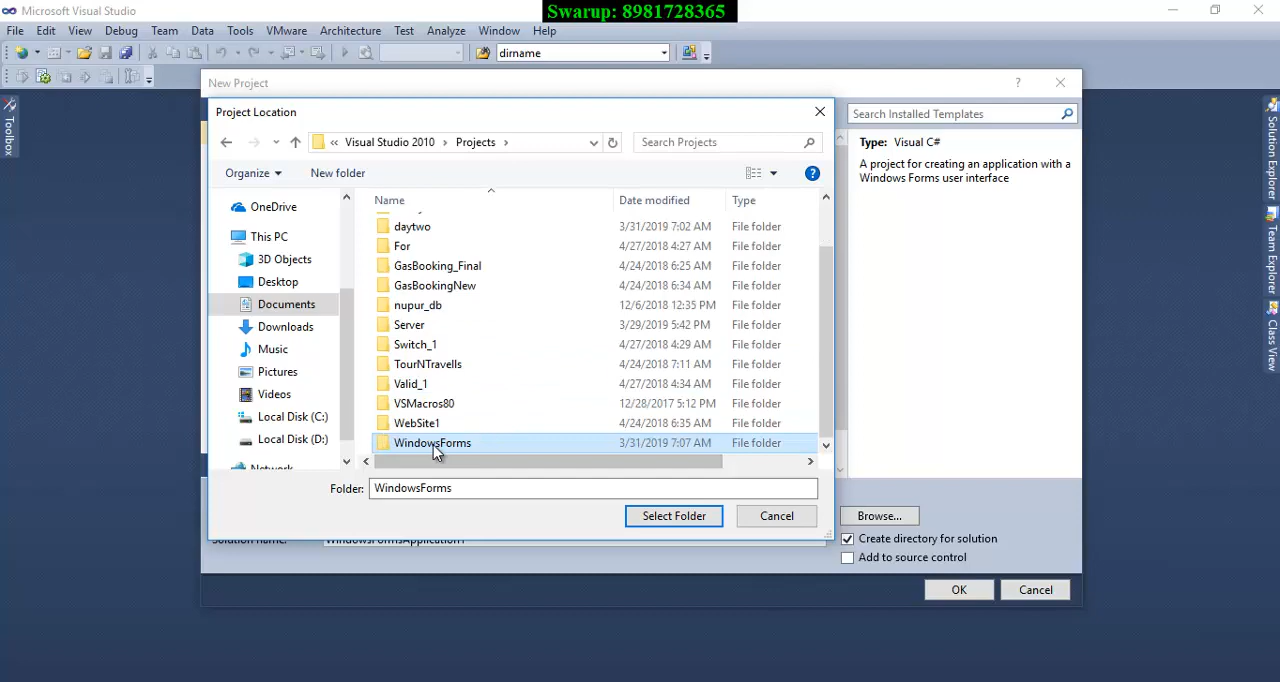 Microsoft Visual Studio
Swarup: 8981728365
File Edit View Debug Team Data Tools VMware Architecture Test Analyze Window Help
dirname
Toolbox
Solution Explorer
Team Explorer
Class View
New Project
?
Project Location
Search Installed Templates
« Visual Studio 2010 › Projects ›
Search Projects
Type: Visual C#
A project for creating an application with a
Windows Forms user interface
Organize
New folder
Name Date modified Type
OneDrive
This PC
3D Objects
Desktop
Documents
Downloads
Music
Pictures
Videos
Local Disk (C:)
Local Disk (D:)
Network
daytwo 3/31/2019 7:02 AM File folder
For 4/27/2018 4:27 AM File folder
GasBooking_Final 4/24/2018 6:25 AM File folder
GasBookingNew 4/24/2018 6:34 AM File folder
nupur_db 12/6/2018 12:35 PM File folder
Server 3/29/2019 5:42 PM File folder
Switch_1 4/27/2018 4:29 AM File folder
TourNTravells 4/24/2018 7:11 AM File folder
Valid_1 4/27/2018 4:34 AM File folder
VSMacros80 12/28/2017 5:12 PM File folder
WebSite1 4/24/2018 6:35 AM File folder
WindowsForms 3/31/2019 7:07 AM File folder
Folder: WindowsForms
Select Folder Cancel
Browse...
Solution name: WindowsFormsApplication1
Create directory for solution
Add to source control
OK Cancel